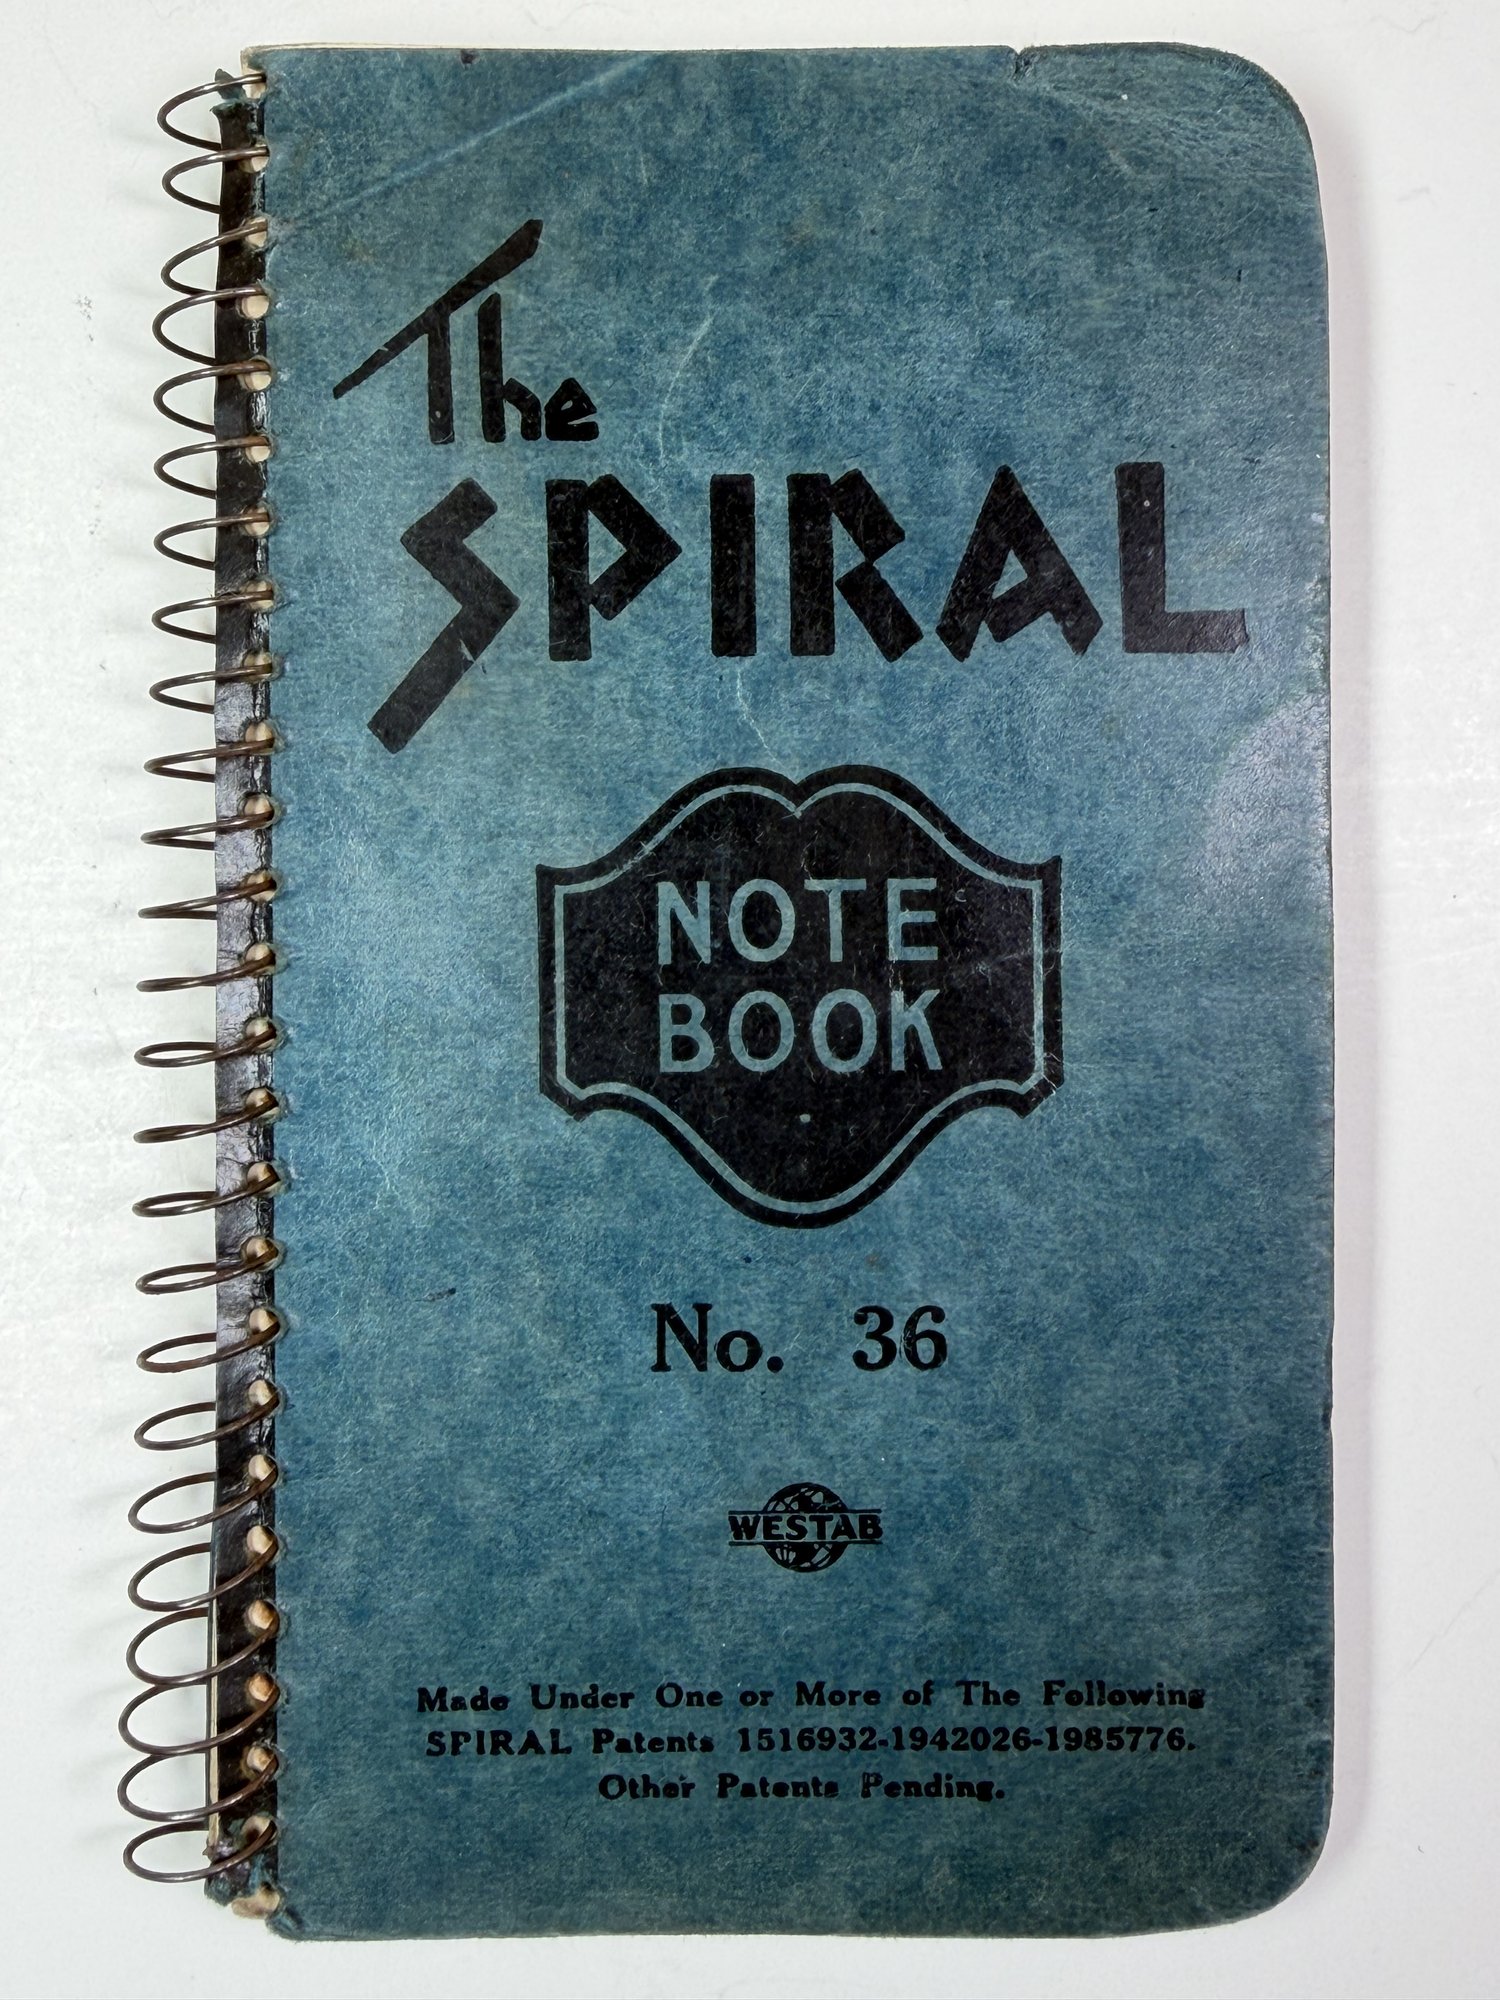 The
SPIRAL
NOTE
BOOK
No. 36
WESTAB
Made Under One or More of The Following
SPIRAL Patents 1516932-1942026-1985776.
Other Patents Pending.